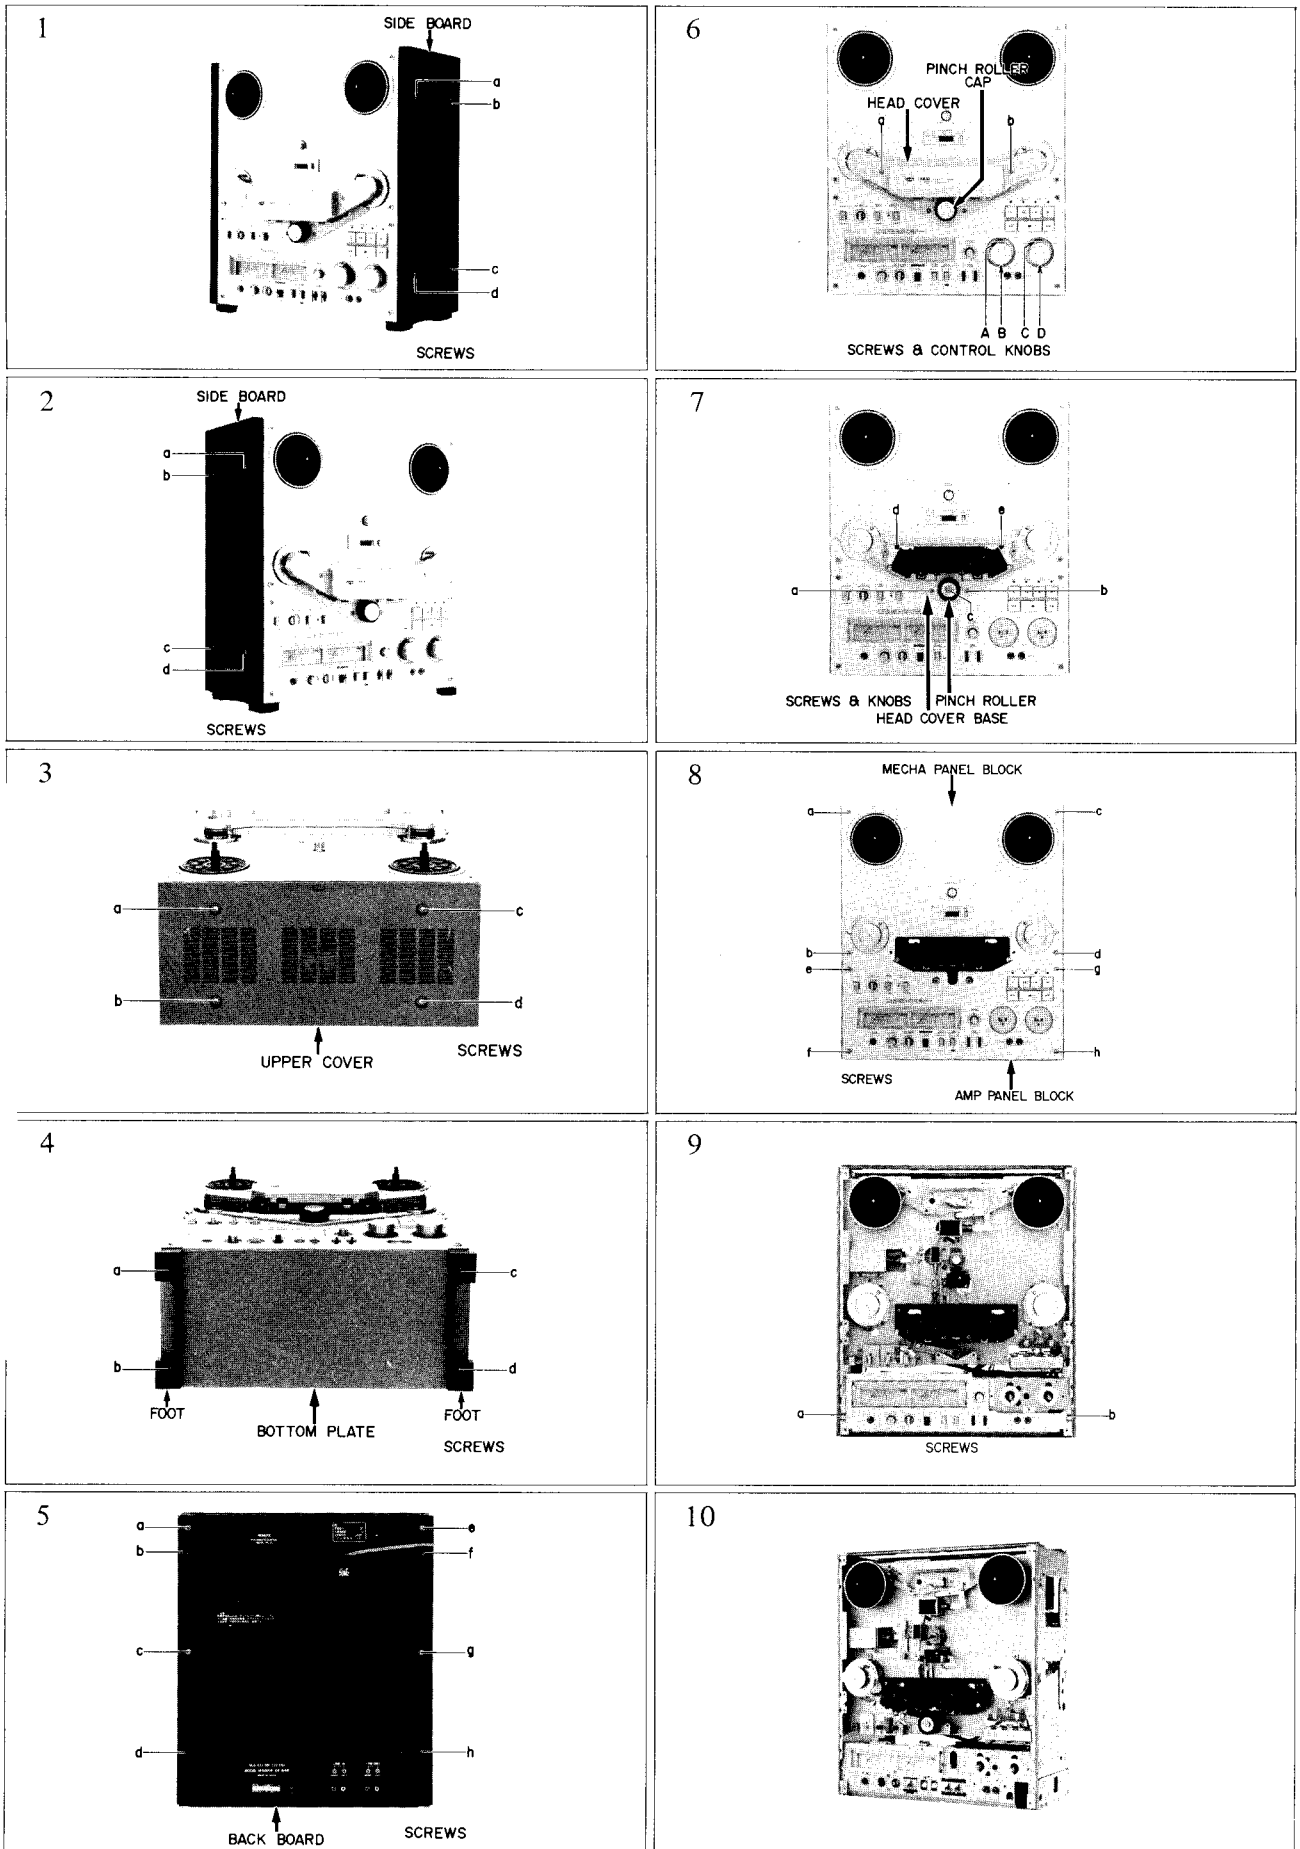 1
SIDE BOARD
a
b
c
d
SCREWS
2
SIDE BOARD
a
b
c
d
SCREWS
3
a
c
b
d
UPPER COVER
SCREWS
4
a
c
b
d
FOOT
FOOT
BOTTOM PLATE
SCREWS
5
a
e
b
f
c
g
d
h
BACK BOARD
SCREWS
6
PINCH ROLLER
CAP
HEAD COVER
a
b
A B C D
SCREWS & CONTROL KNOBS
7
d
e
a
b
c
SCREWS & KNOBS PINCH ROLLER
HEAD COVER BASE
8
MECHA PANEL BLOCK
a
c
b
d
e
g
f
h
SCREWS
AMP PANEL BLOCK
9
a
b
SCREWS
10